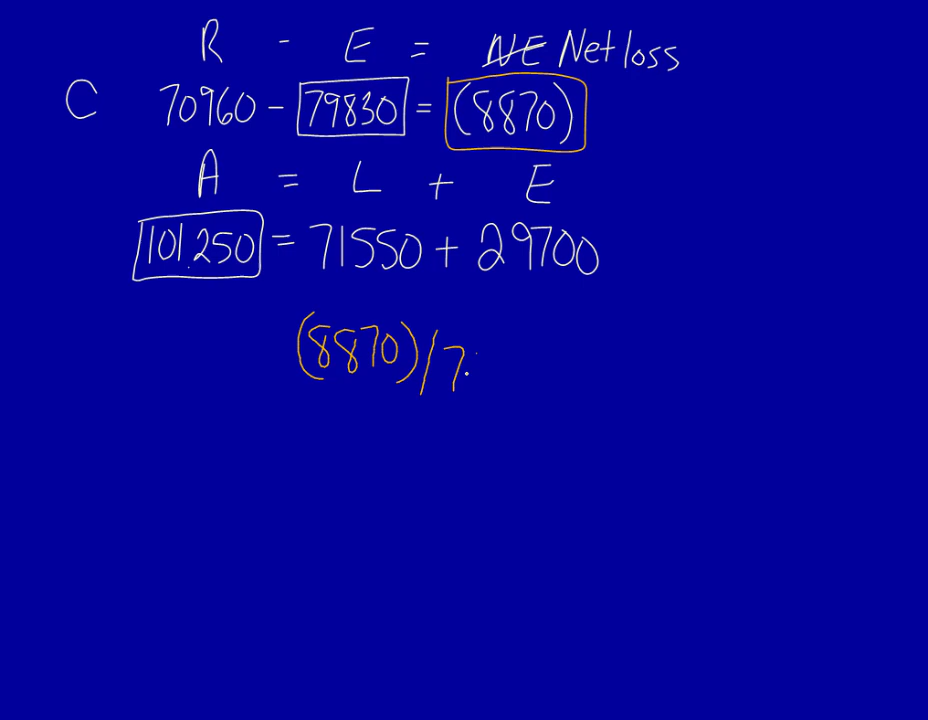 R - E = NE Net loss
C 70960 - 79830 = (8870)
A = L + E
101.250 = 71550 + 29700
(8870)/7